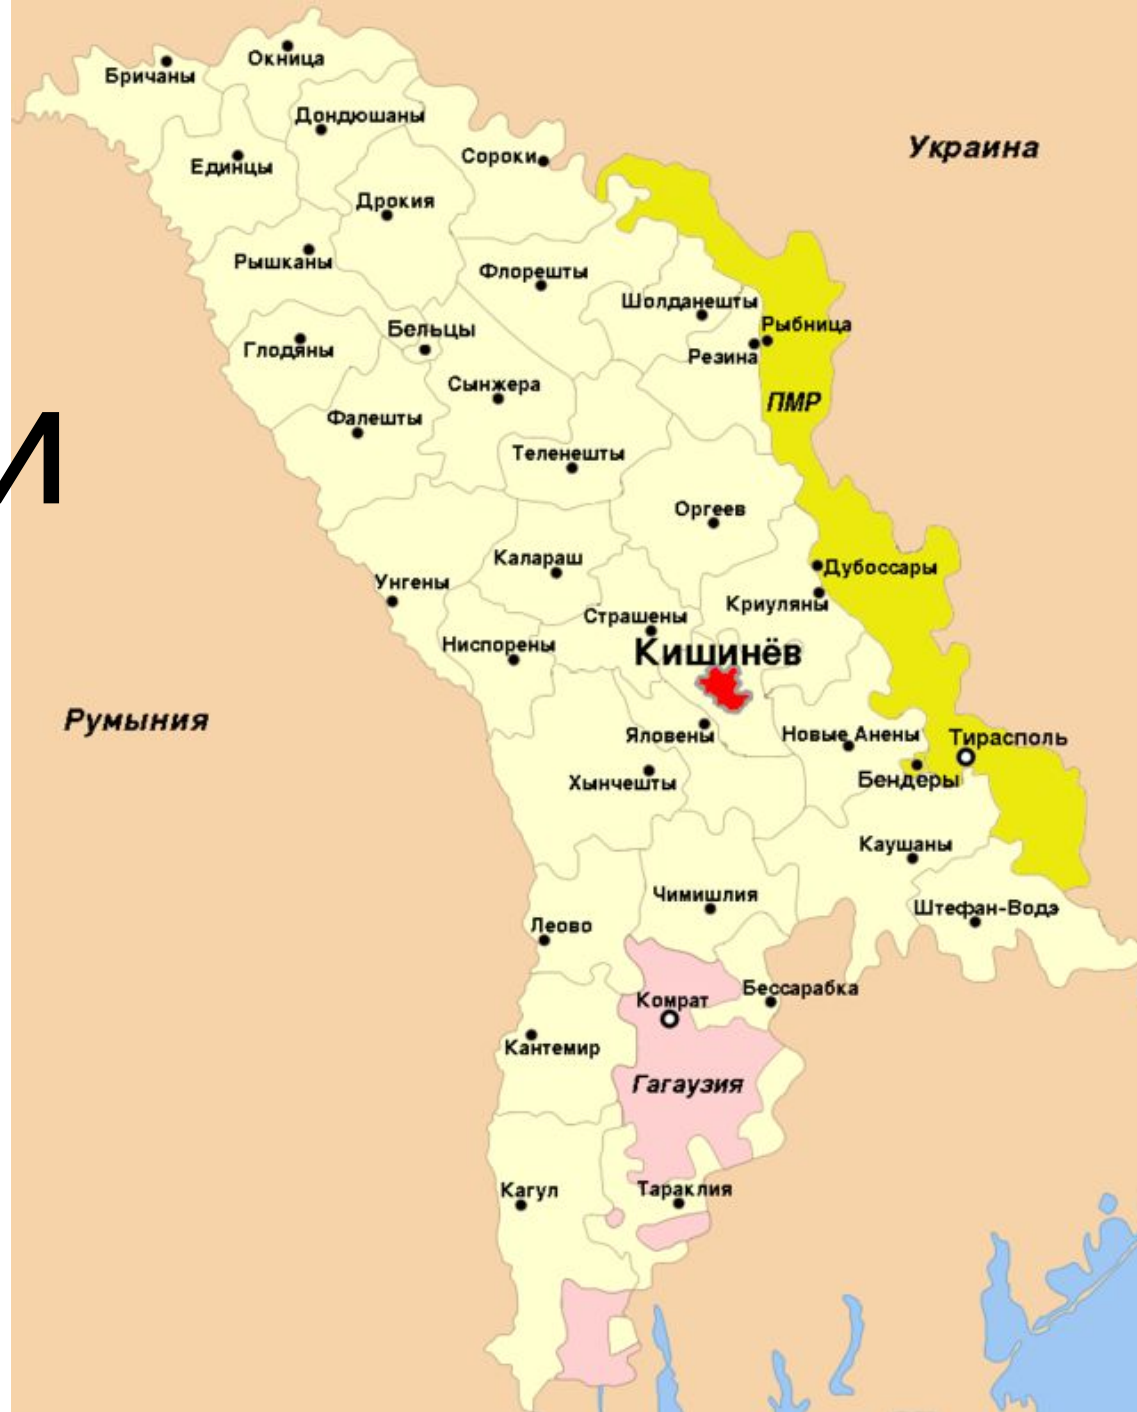 Окница
Бричаны
Дондюшаны
Украина
Сороки
Единцы
Дрокия
Рышканы
Флорешты
Шолданешты
Рыбница
Бельцы
Глодяны
Резина
Сынжера
ПМР
Фалешты
и
Теленешты
Оргеев
Калараш
Дубоссары
Унгены
Криуляны
Страшены
Ниспорены
Кишинёв
Румыния
Яловены
Новые Анены
Тирасполь
Хынчешты
Бендеры
Каушаны
Чимишлия
Штефан-Водэ
Леово
Бессарабка
Комрат
Кантемир
Гагаузия
Кагул
Тараклия